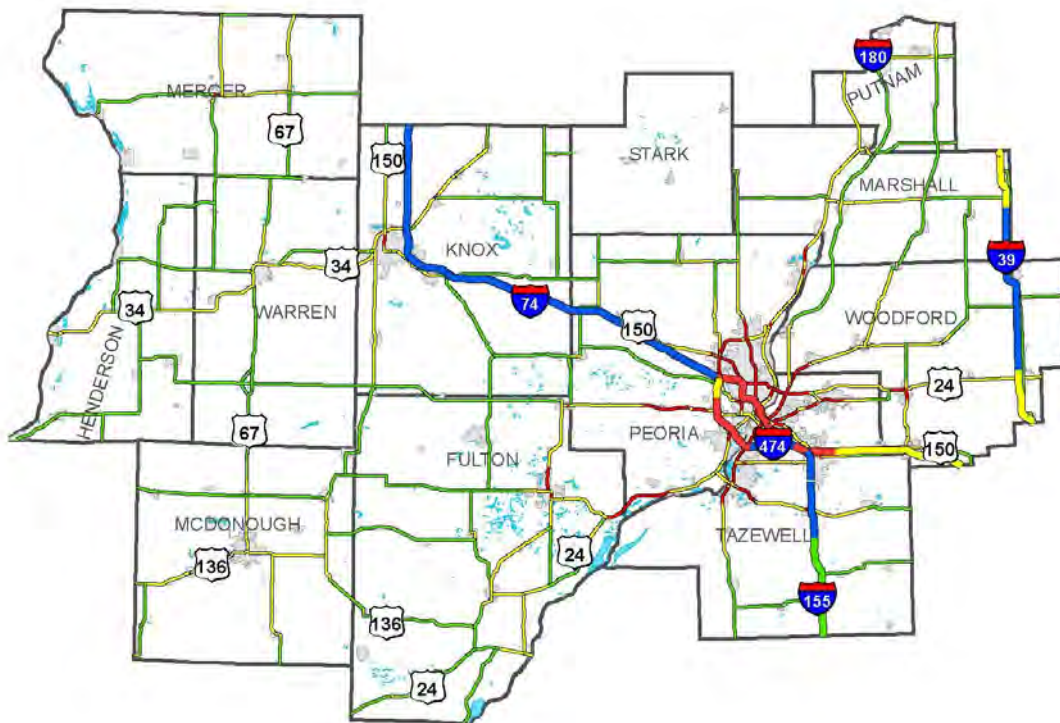 180
PUTNAM
MERCER
67
150
STARK
MARSHALL
KNOX
34
39
74
34
WARREN
150
WOODFORD
HENDERSON
24
67
PEORIA
474
150
FULTON
MCDONOUGH
TAZEWELL
136
24
155
136
24